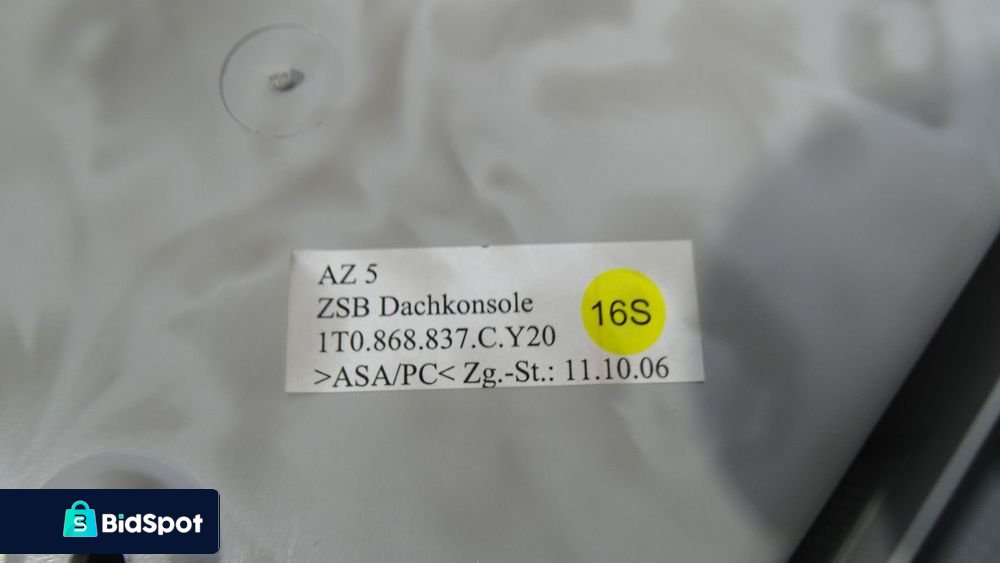 AZ 5
ZSB Dachkonsole
1T0.868.837.C.Y20
>ASA/PC< Zg.-St.: 11.10.06
16S
BidSpot